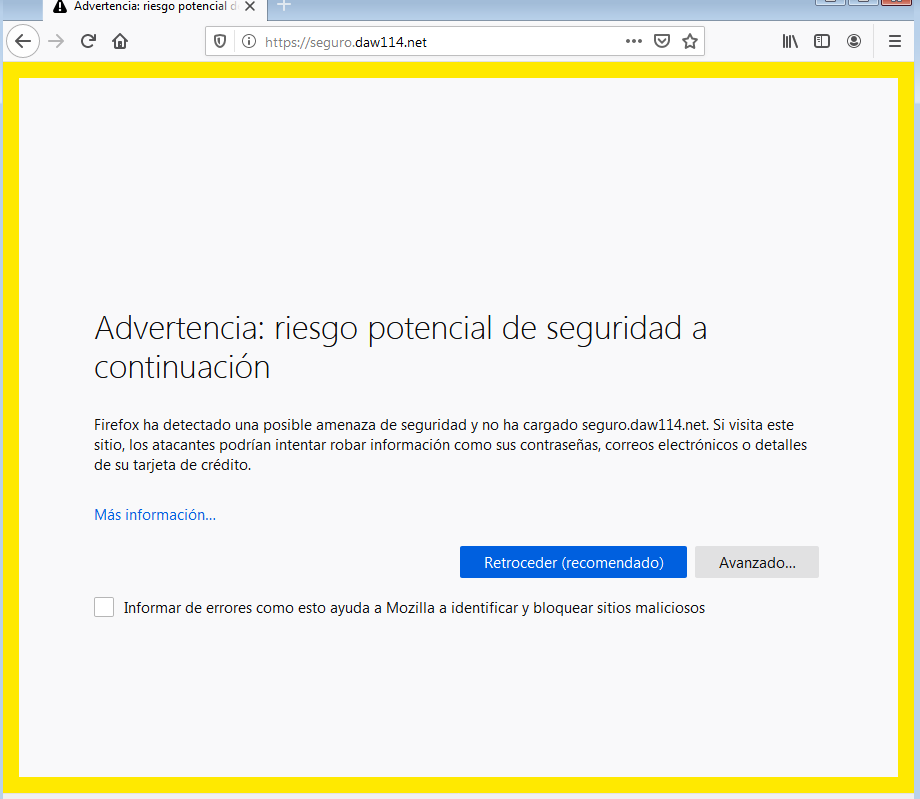 Advertencia: riesgo potencial d
https://seguro.daw114.net
Advertencia: riesgo potencial de seguridad a
continuación
Firefox ha detectado una posible amenaza de seguridad y no ha cargado seguro.daw114.net. Si visita este
sitio, los atacantes podrían intentar robar información como sus contraseñas, correos electrónicos o detalles
de su tarjeta de crédito.
Más información...
Retroceder (recomendado)
Avanzado...
Informar de errores como esto ayuda a Mozilla a identificar y bloquear sitios maliciosos